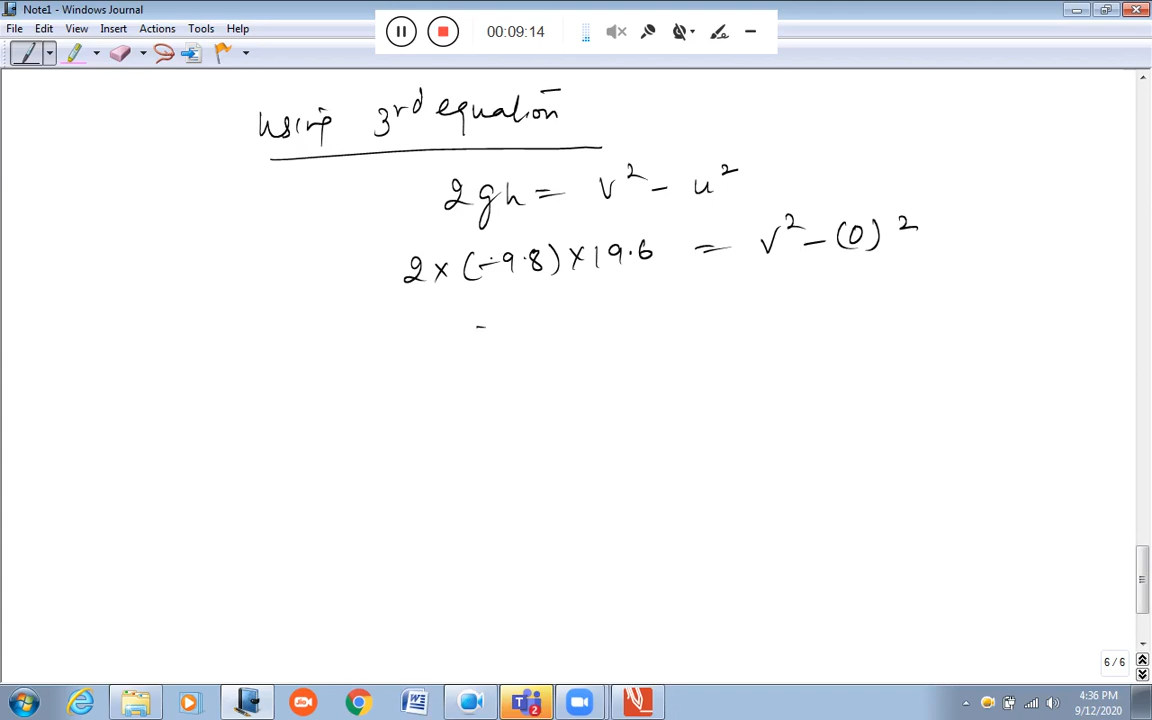 Note1 - Windows Journal
File Edit View Insert Actions Tools Help
00:09:14
using 3rd equation
2gh = v² - u²
2 × (-9.8) × 19.6 = v² - (0)²
-
6 / 6
2
4:36 PM
9/12/2020